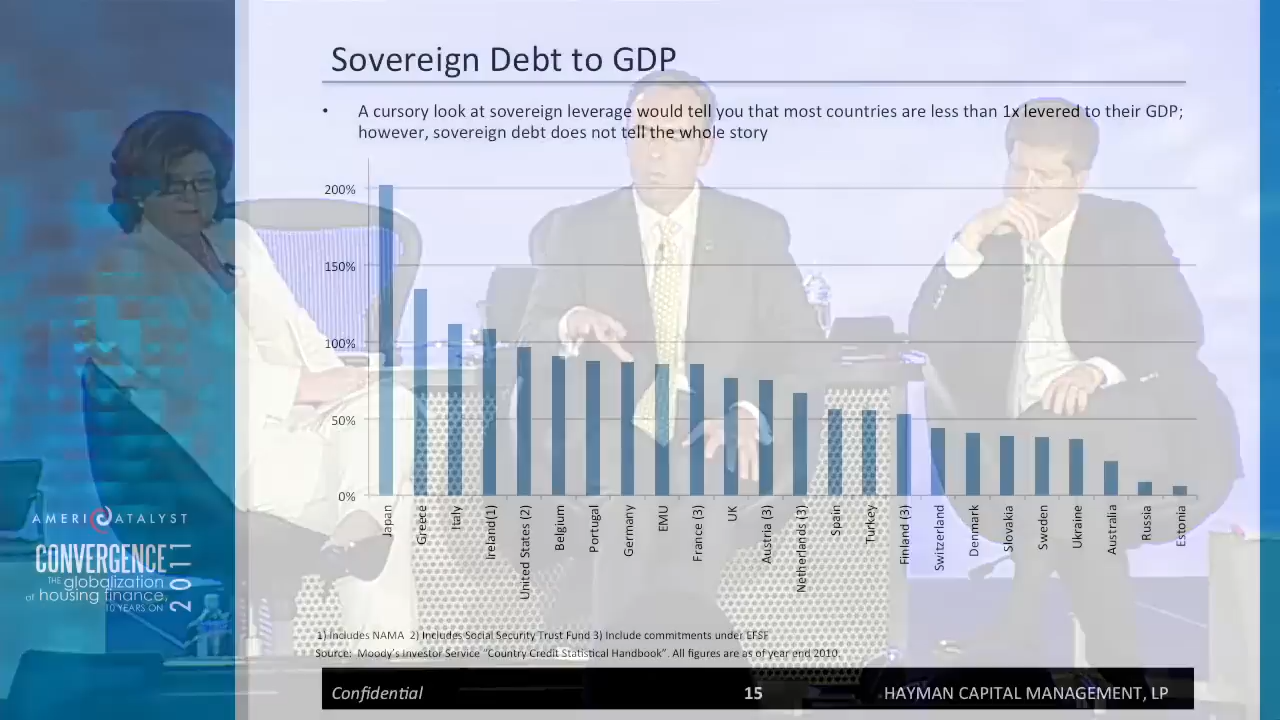 Sovereign Debt to GDP
• A cursory look at sovereign leverage would tell you that most countries are less than 1x levered to their GDP;
however, sovereign debt does not tell the whole story
200%
150%
100%
50%
0%
Japan
Greece
Italy
Ireland(1)
United States (2)
Belgium
Portugal
Germany
EMU
France (3)
UK
Austria (3)
Netherlands (3)
Spain
Turkey
Finland (3)
Switzerland
Denmark
Slovakia
Sweden
Ukraine
Australia
Russia
Estonia
1) Includes NAMA 2) Includes Social Security Trust Fund 3) Include commitments under EFSF
Source: Moody's Investor Service "Country Credit Statistical Handbook". All figures are as of year end 2010.
Confidential 15 HAYMAN CAPITAL MANAGEMENT, LP
AMERICATALYST
CONVERGENCE
THE globalization
of housing finance,
10 YEARS ON
2011